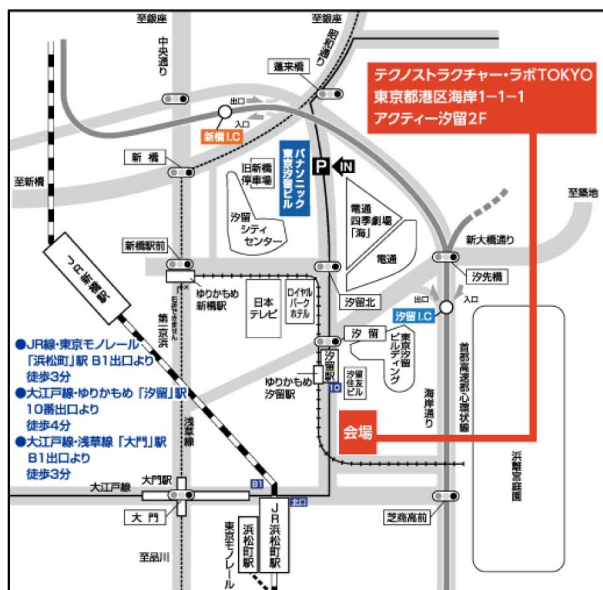 至銀座
至銀座
中央通り
昭和通り
蓬来橋
テクノストラクチャー・ラボTOKYO
東京都港区海岸1-1-1
アクティー汐留2F
出口
入口
新橋I.C
新橋
至新橋
旧新橋
停車場
パナソニック
東京汐留ビル
P
IN
汐留
シティ
センター
電通
四季劇場
「海」
電通
至築地
新大橋通り
汐先橋
新橋駅前
JR新橋駅
ゆりかもめ
新橋駅
第一京浜
日本
テレビ
ロイヤル
パーク
ホテル
汐留北
出口
入口
汐留I.C
汐留
東京汐留
ビルディング
汐留駅
ゆりかもめ
汐留駅
10
汐留
住友
ビル
海岸通り
首都高速都心環状線
浜離宮庭園
●JR線・東京モノレール
「浜松町」駅 B1出口より
徒歩3分
●大江戸線・ゆりかもめ「汐留」駅
10番出口より
徒歩4分
●大江戸線・浅草線「大門」駅
B1出口より
徒歩3分
浅草線
会場
大門駅
大江戸線
B1
北口
大門
JR浜松町駅
浜松町駅
東京モノレール
至品川
芝商高前